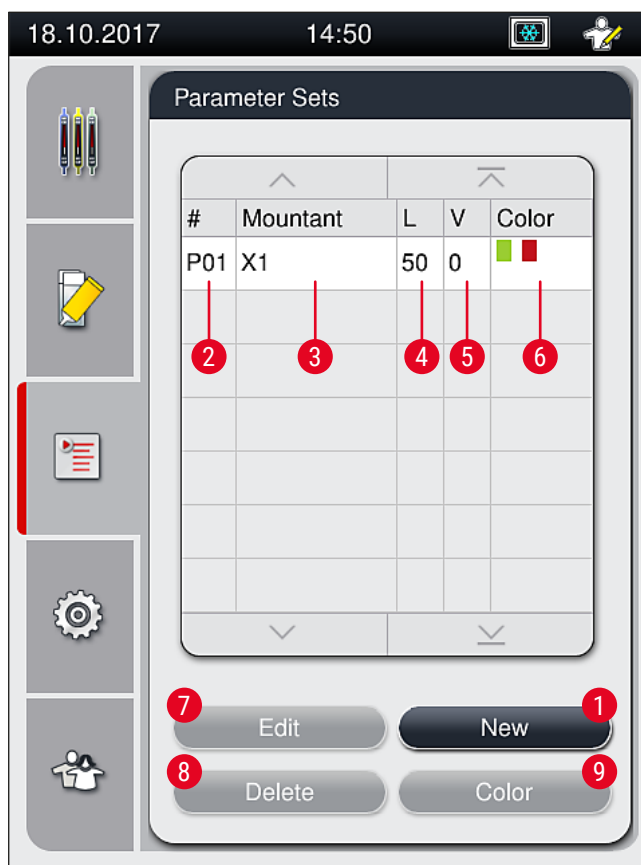 18.10.2017 14:50
Parameter Sets
# Mountant L V Color
P01 X1 50 0
2 3 4 5 6
7 1
Edit New
8 9
Delete Color